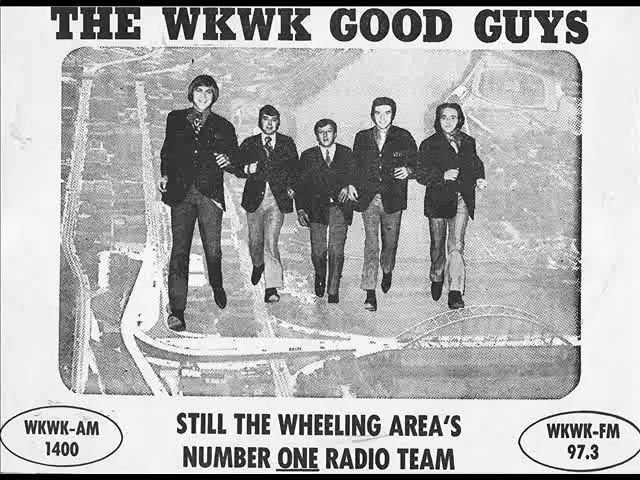 THE WKWK GOOD GUYS
STILL THE WHEELING AREA'S
NUMBER ONE RADIO TEAM
WKWK-AM
1400
WKWK-FM
97.3